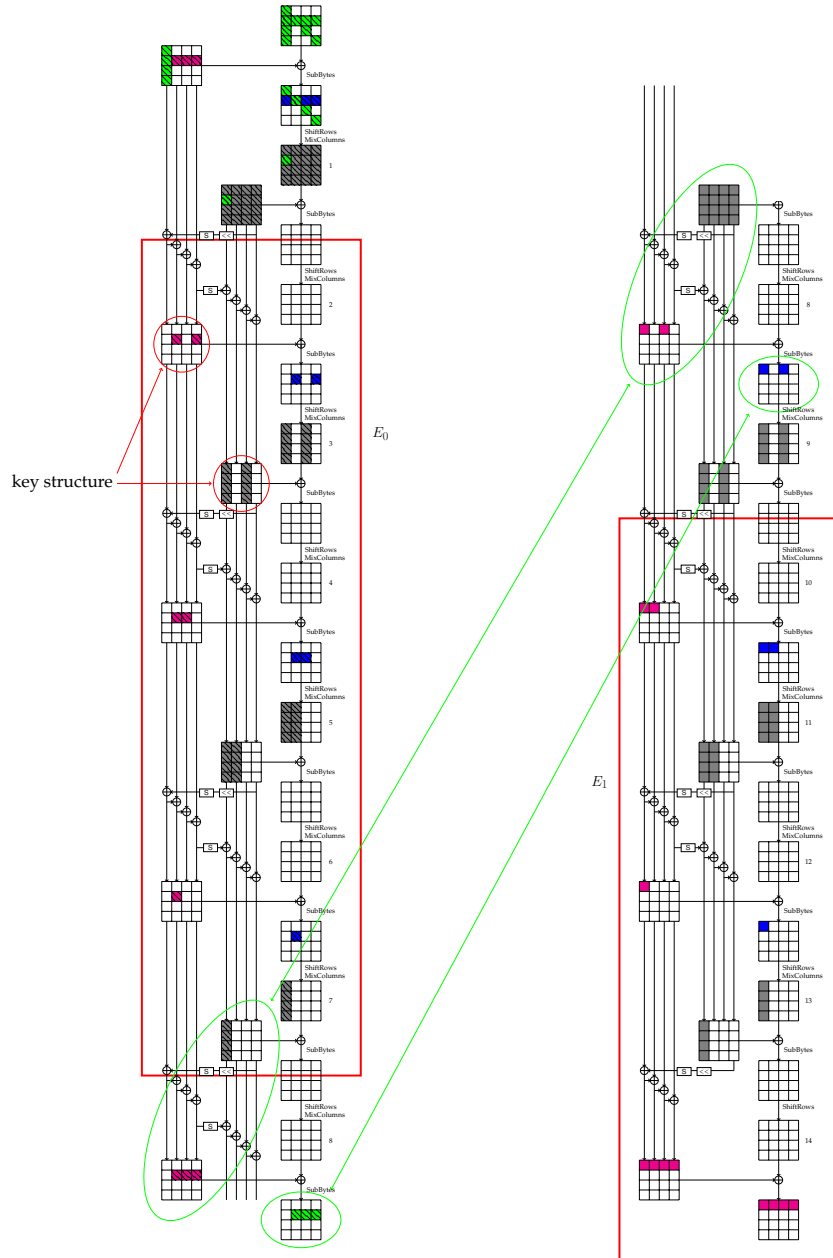 SubBytes
ShiftRows
MixColumns
1
SubBytes
S
<<
ShiftRows
MixColumns
2
S
SubBytes
ShiftRows
MixColumns
3
E0
key structure
SubBytes
S
<<
ShiftRows
MixColumns
4
S
SubBytes
ShiftRows
MixColumns
5
SubBytes
S
<<
ShiftRows
MixColumns
6
S
SubBytes
ShiftRows
MixColumns
7
SubBytes
S
<<
ShiftRows
MixColumns
8
S
SubBytes
SubBytes
S
<<
ShiftRows
MixColumns
8
S
SubBytes
ShiftRows
MixColumns
9
SubBytes
S
<<
ShiftRows
MixColumns
10
S
SubBytes
ShiftRows
MixColumns
11
E1
SubBytes
S
<<
ShiftRows
MixColumns
12
S
SubBytes
ShiftRows
MixColumns
13
SubBytes
S
<<
ShiftRows
14
SubBytes